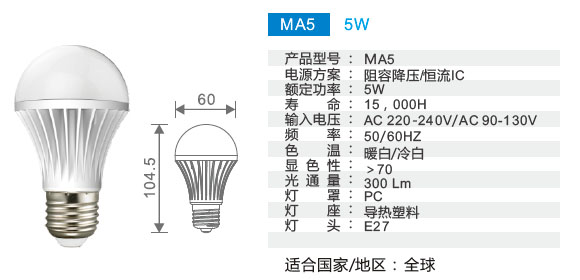 MA5 5W
60
104.5
产品型号 : MA5
电源方案 : 阻容降压/恒流IC
额定功率 : 5W
寿 命 : 15，000H
输入电压 : AC 220-240V/AC 90-130V
频 率 : 50/60HZ
色 温 : 暖白/冷白
显 色 性 : ＞70
光 通 量 : 300 Lm
灯 罩 : PC
灯 座 : 导热塑料
灯 头 : E27
适合国家/地区 : 全球